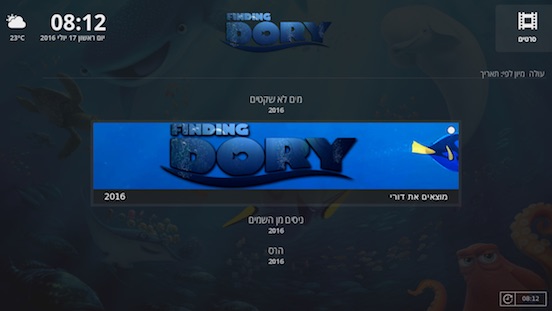 08:12
23°C
יום ראשון 17 יולי 2016
FINDING
DORY
סרטים
מיון לפי: תאריך עולה
מים לא שקטים
2016
FINDING
DORY
מוצאים את דורי
2016
ניסים מן השמים
2016
הרס
2016
08:12